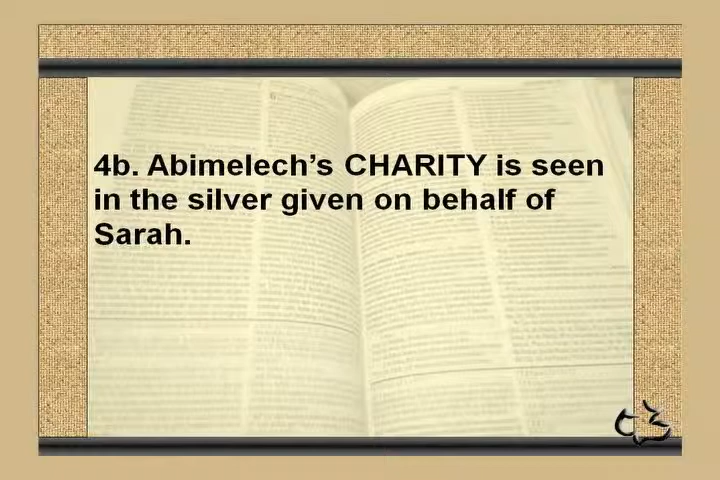 4b. Abimelech’s CHARITY is seen
in the silver given on behalf of
Sarah.